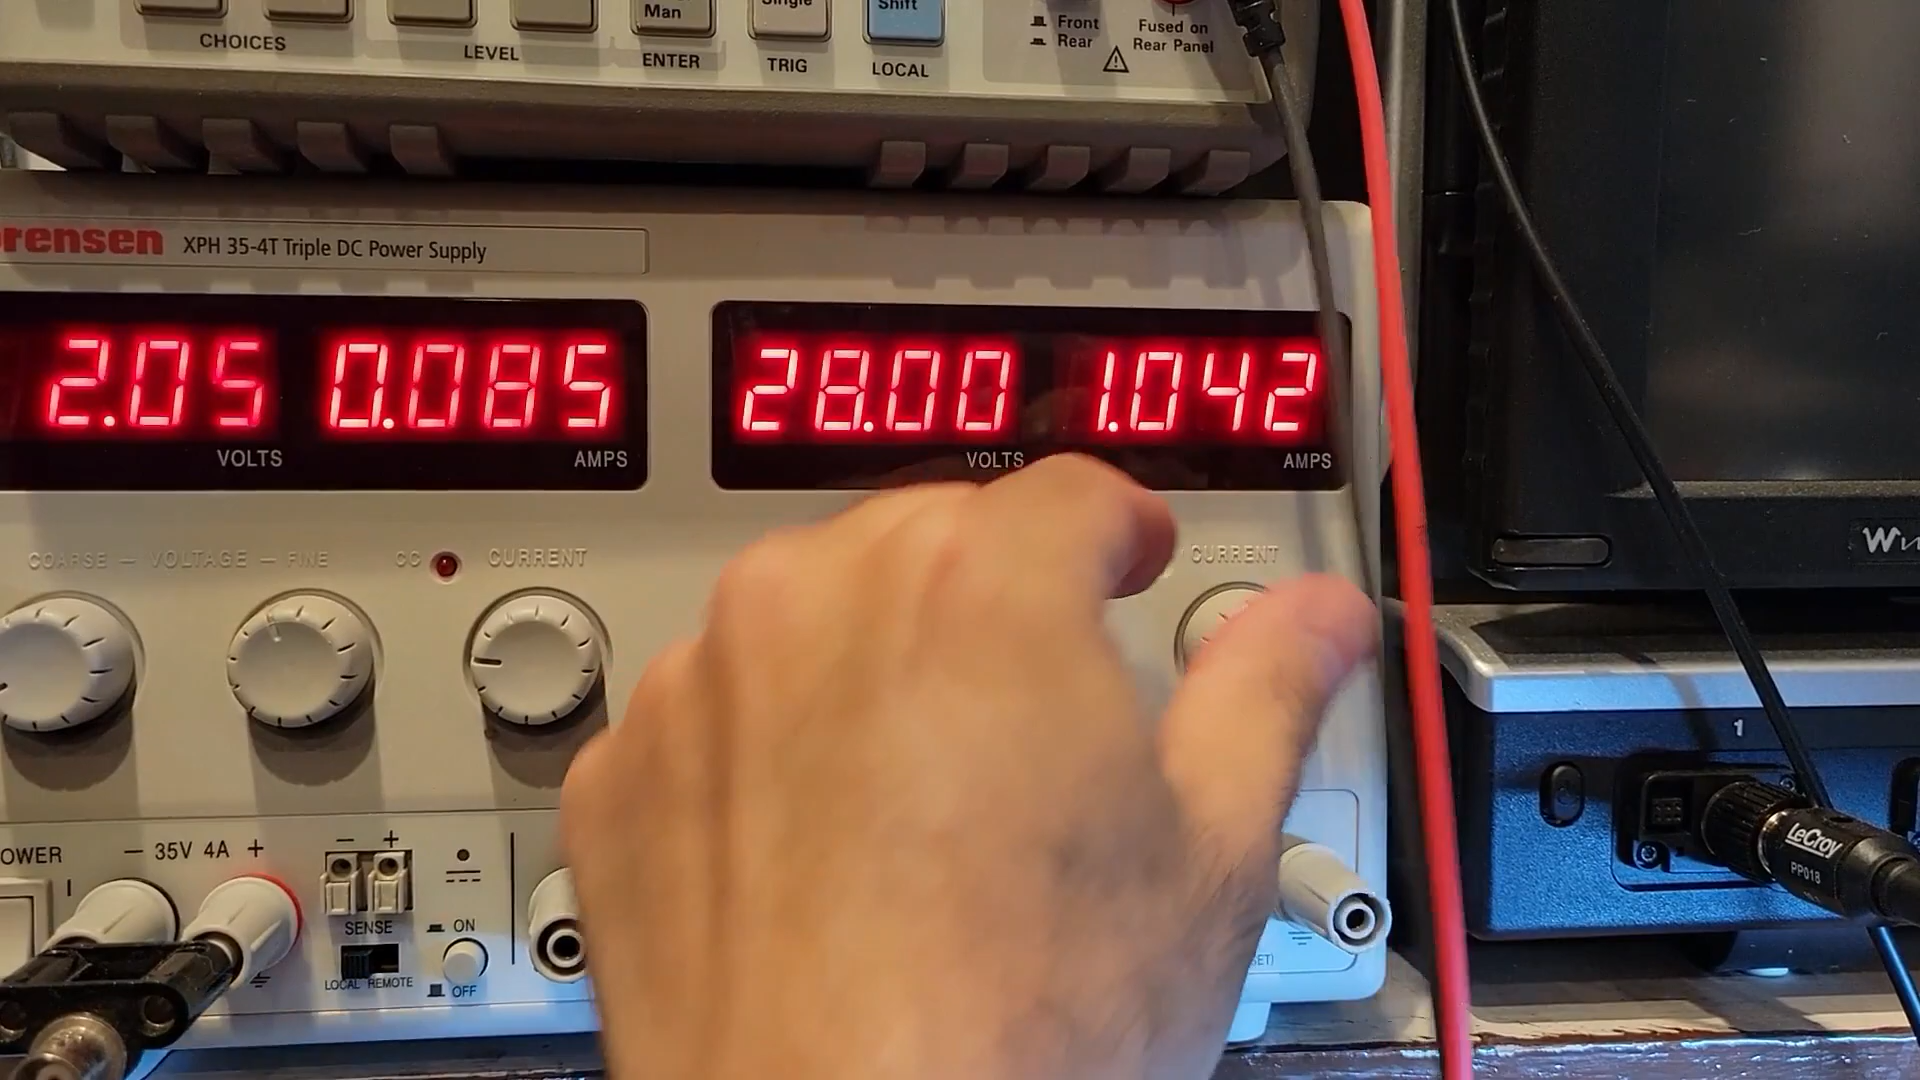 Man
Single
Shift
CHOICES
LEVEL
ENTER
TRIG
LOCAL
Front
Rear
Fused on
Rear Panel
rensen
XPH 35-4T Triple DC Power Supply
2.05
0.085
28.00
1.042
VOLTS
AMPS
VOLTS
AMPS
COARSE — VOLTAGE — FINE
CC
CURRENT
CURRENT
1
OWER
I
− 35V 4A +
− +
SENSE
LOCAL REMOTE
ON
OFF
LeCroy
PP018